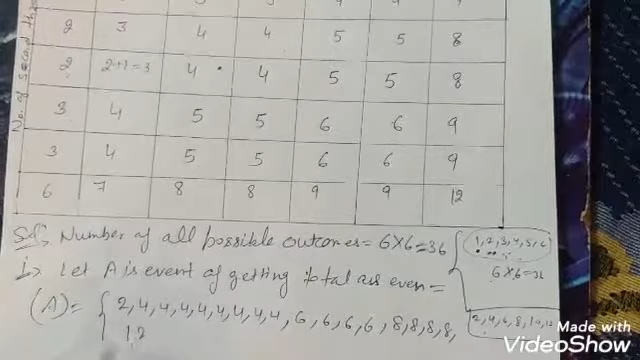 No. of second
2 3 4 4 5 5 8
2 2+1=3 4 4 5 5 8
3 4 5 5 6 6 9
3 4 5 5 6 6 9
6 7 8 8 9 9 12
Sol; Number of all possible outcomes = 6×6=36 { 1,2,3,4,5,6
6×6=36
i> Let A is event of getting total as even =
(A)= { 2,4,4,4,4,4,4,4,4, 6,6,6,6, 8,8,8,8, 2,4,6,8,10,12
12
Made with
VideoShow